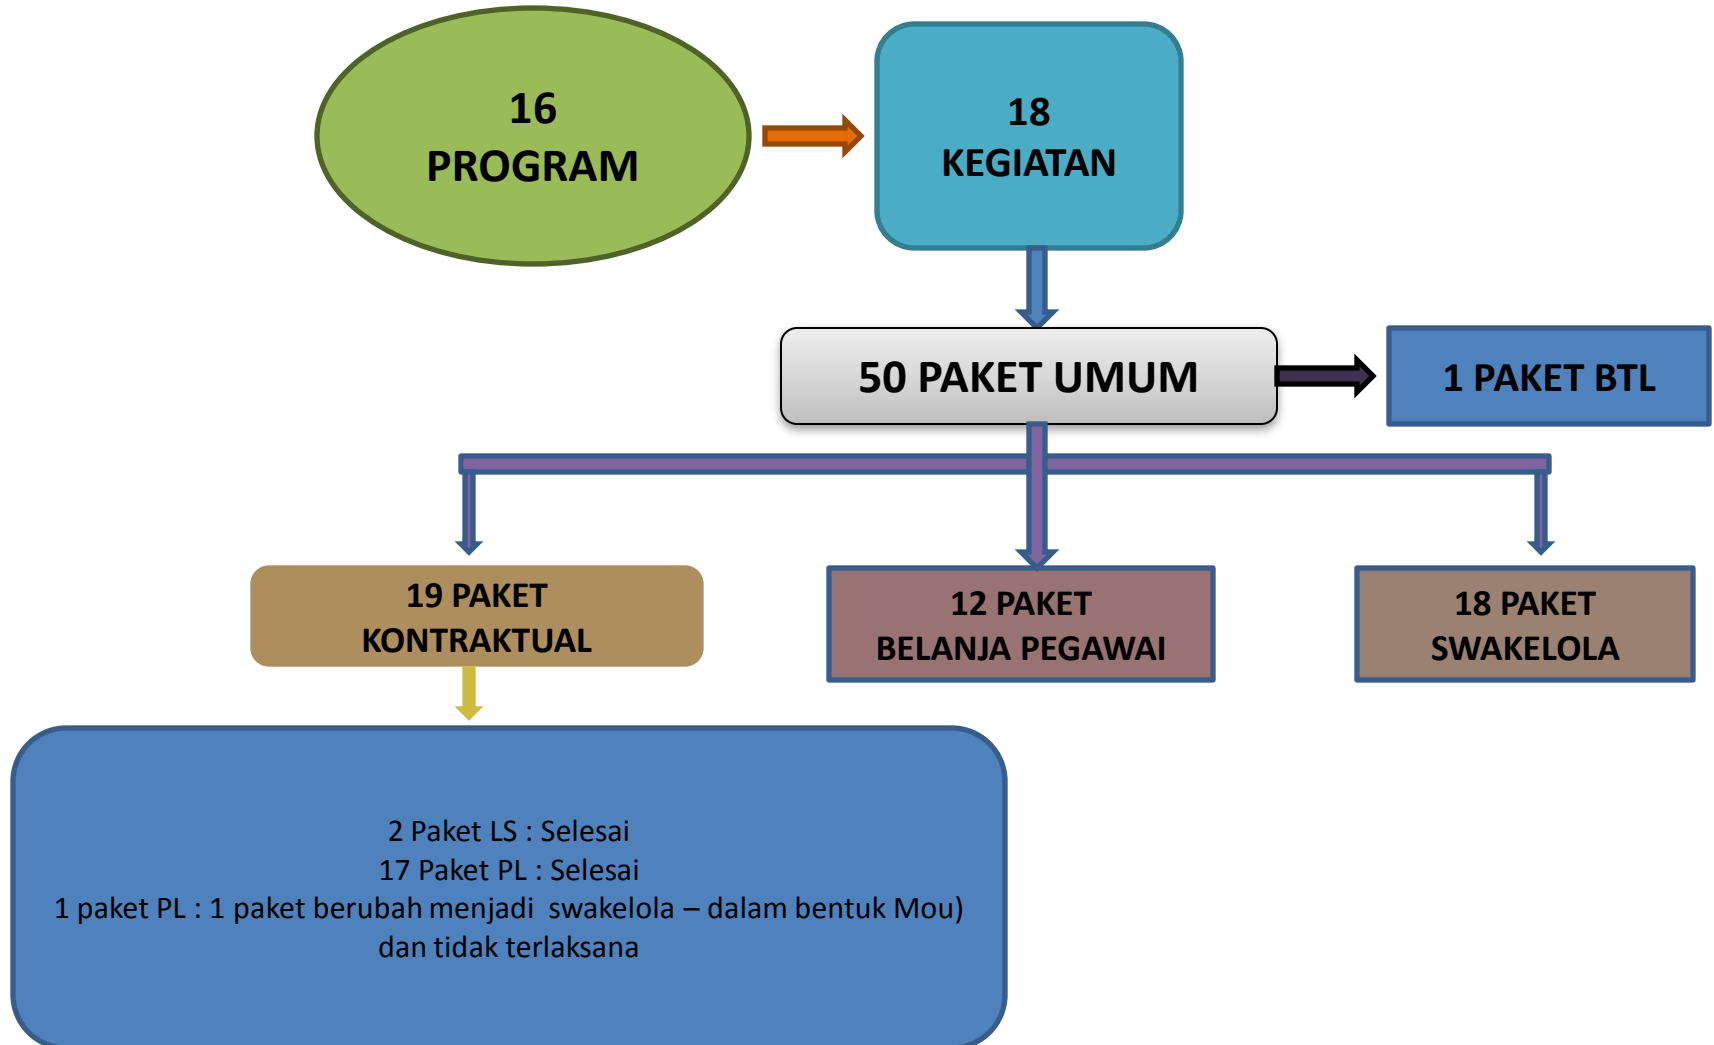 16
PROGRAM
18
KEGIATAN
50 PAKET UMUM
1 PAKET BTL
19 PAKET
KONTRAKTUAL
12 PAKET
BELANJA PEGAWAI
18 PAKET
SWAKELOLA
2 Paket LS : Selesai
17 Paket PL : Selesai
1 paket PL : 1 paket berubah menjadi swakelola – dalam bentuk Mou)
dan tidak terlaksana